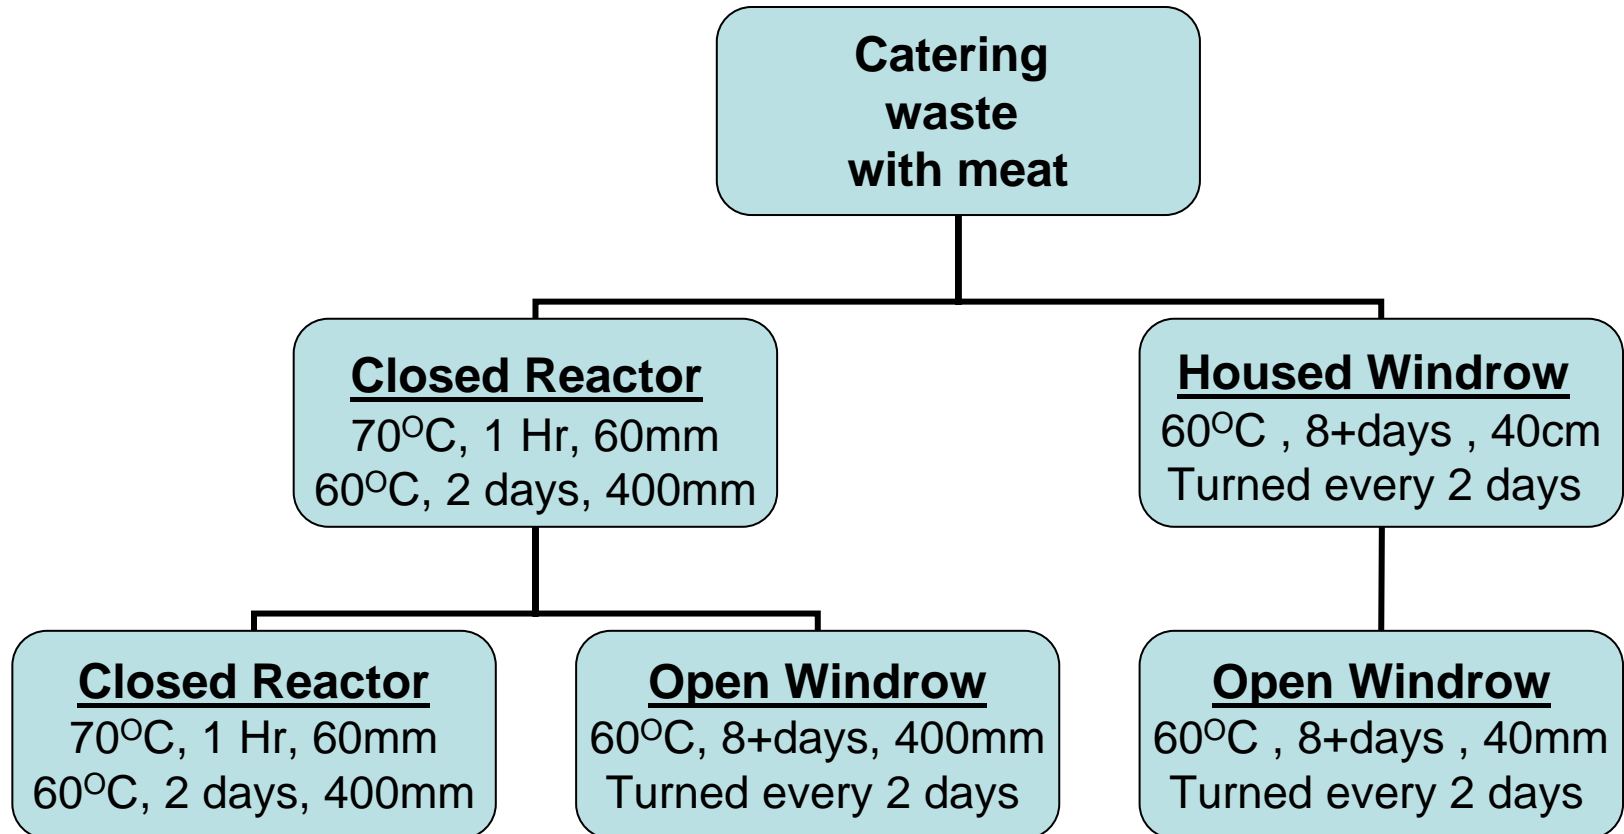 Catering
waste
with meat
Closed Reactor
70ᴼC, 1 Hr, 60mm
60ᴼC, 2 days, 400mm
Housed Windrow
60ᴼC , 8+days , 40cm
Turned every 2 days
Closed Reactor
70ᴼC, 1 Hr, 60mm
60ᴼC, 2 days, 400mm
Open Windrow
60ᴼC, 8+days, 400mm
Turned every 2 days
Open Windrow
60ᴼC , 8+days , 40mm
Turned every 2 days